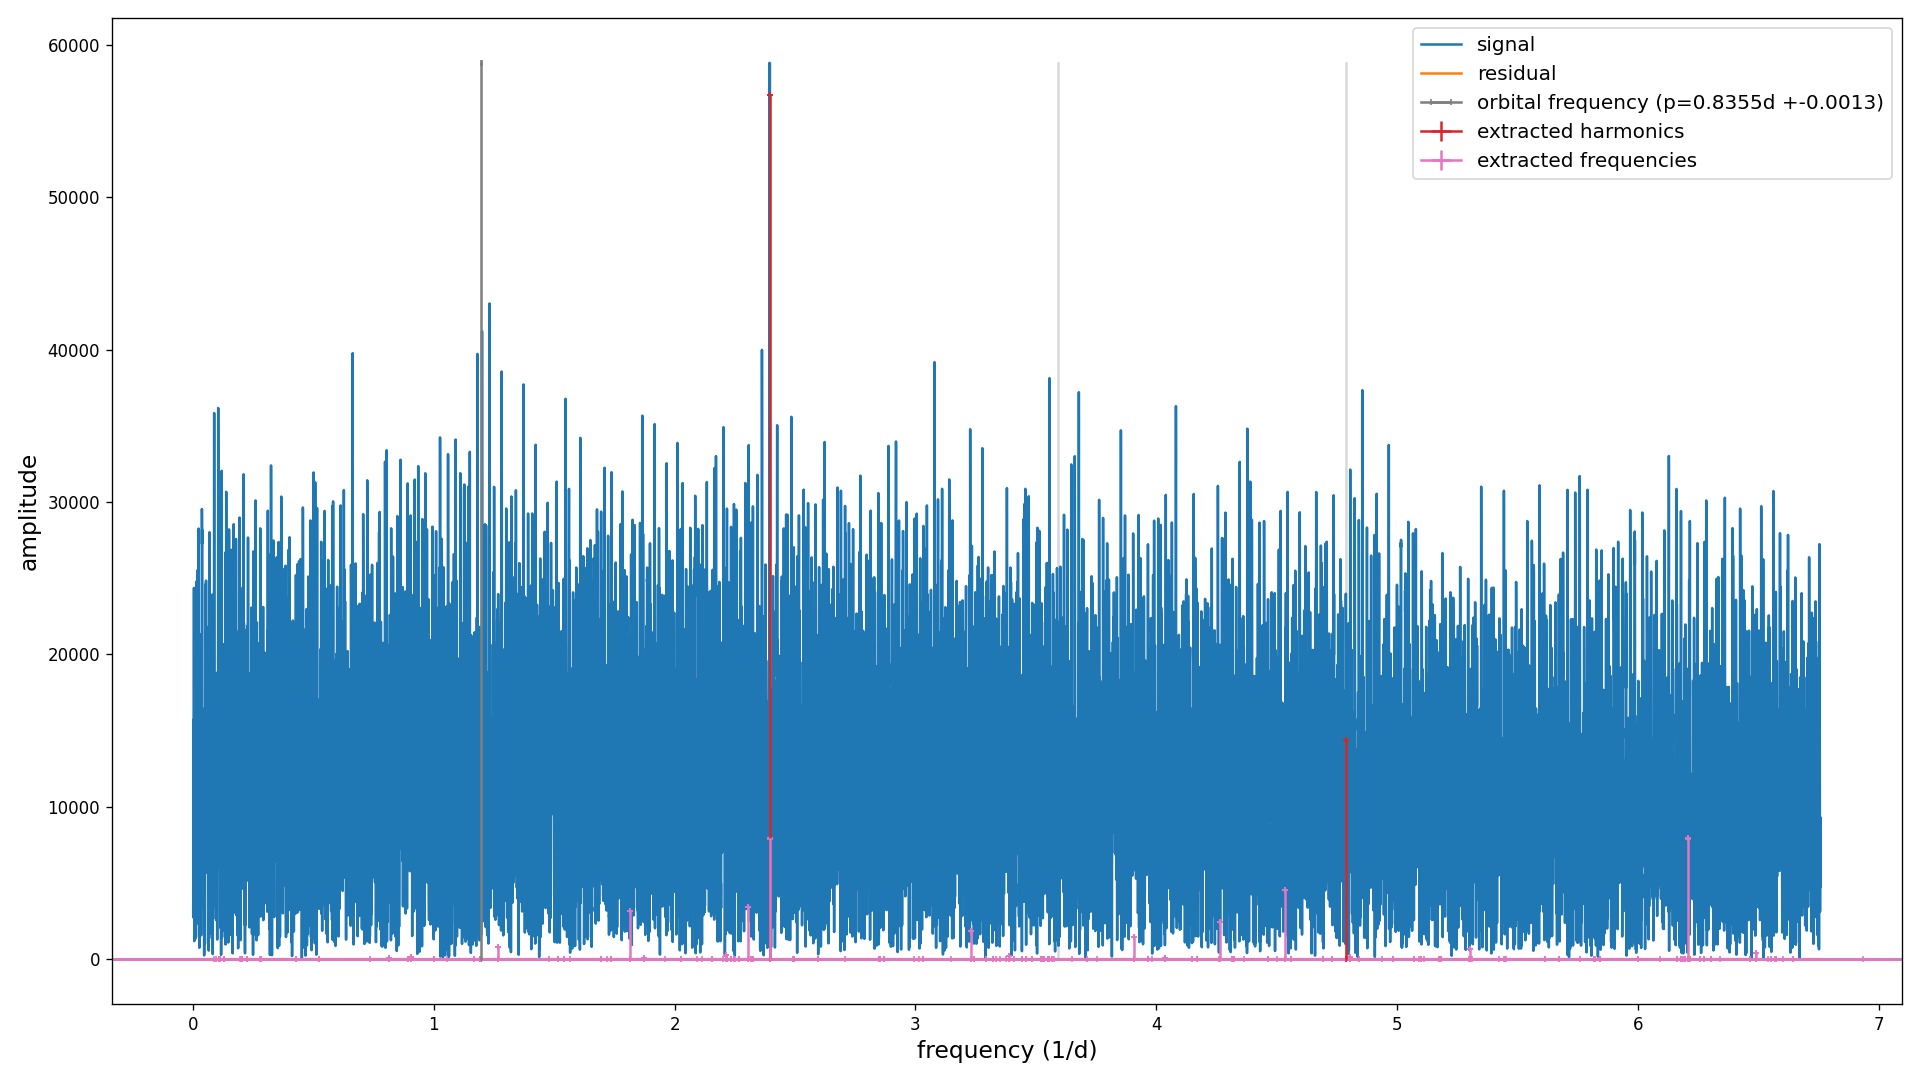 signal
residual
orbital frequency (p=0.8355d +-0.0013)
extracted harmonics
extracted frequencies
60000
50000
40000
30000
20000
10000
0
amplitude
0 1 2 3 4 5 6 7
frequency (1/d)